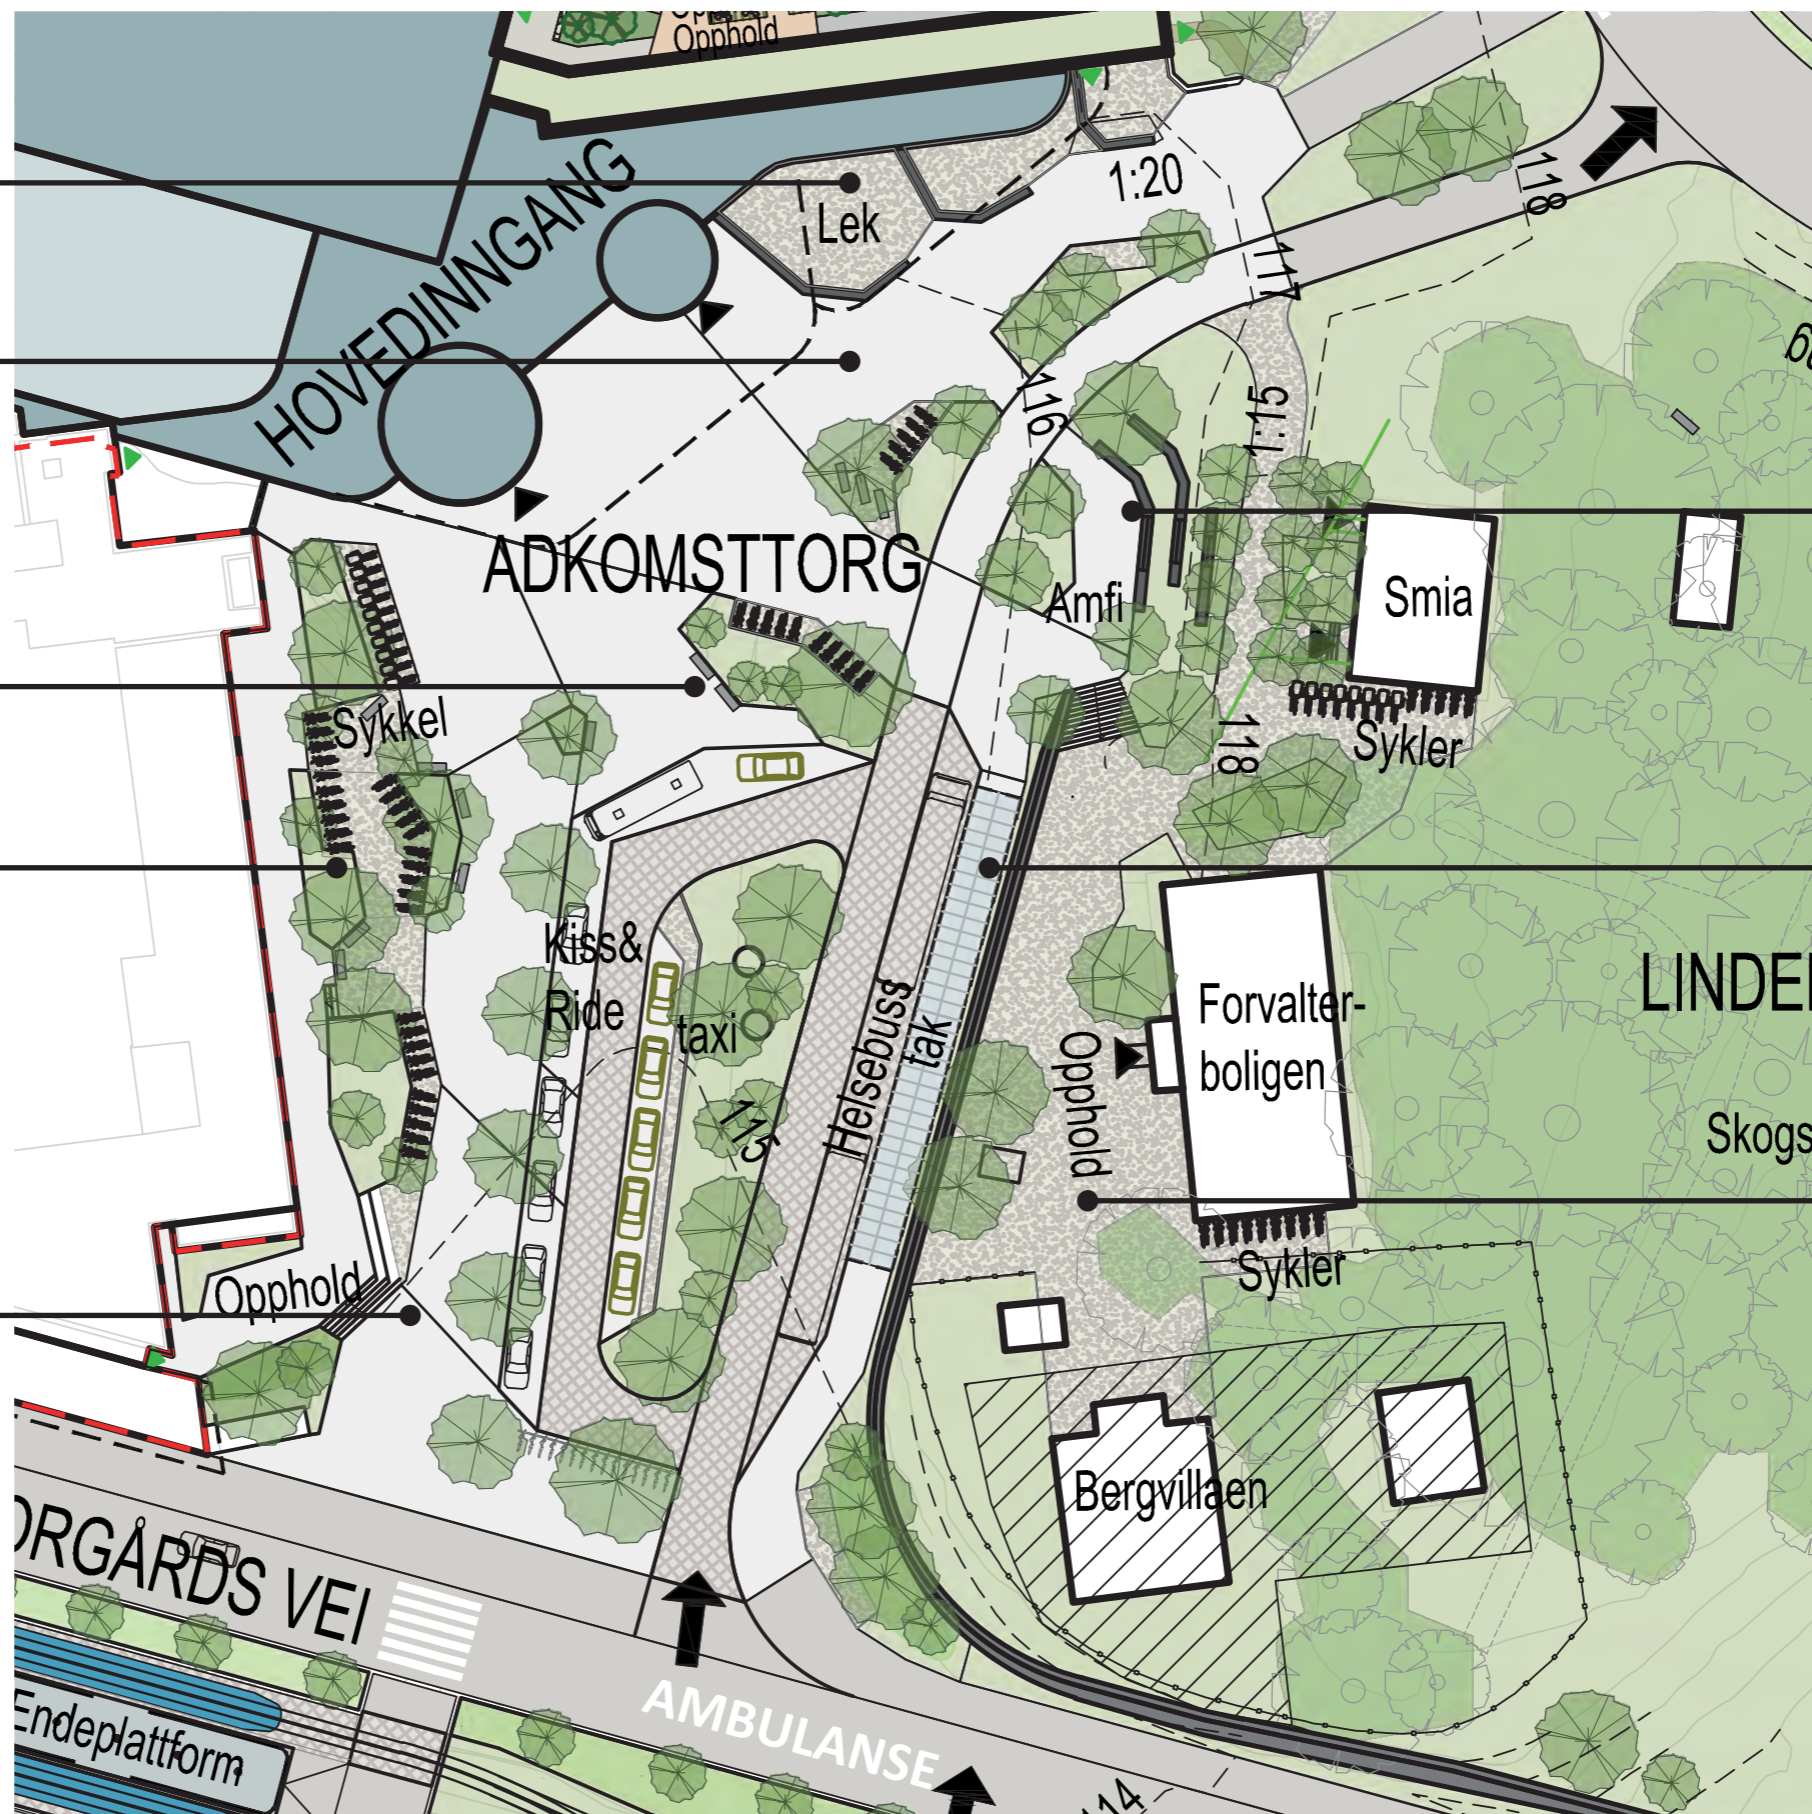 Opphold
1:20
118
Lek
117
HOVEDINNGANG
116
1:15
ADKOMSTTORG
Amfi
Smia
Sykkel
118
Sykler
Kiss&
Ride
taxi
Helsebuss
tak
Opphold
Forvalter-
boligen
LINDE
Skogs
115
Opphold
Sykler
Bergvillaen
ORGÅRDS VEI
AMBULANSE
Endeplattform
114